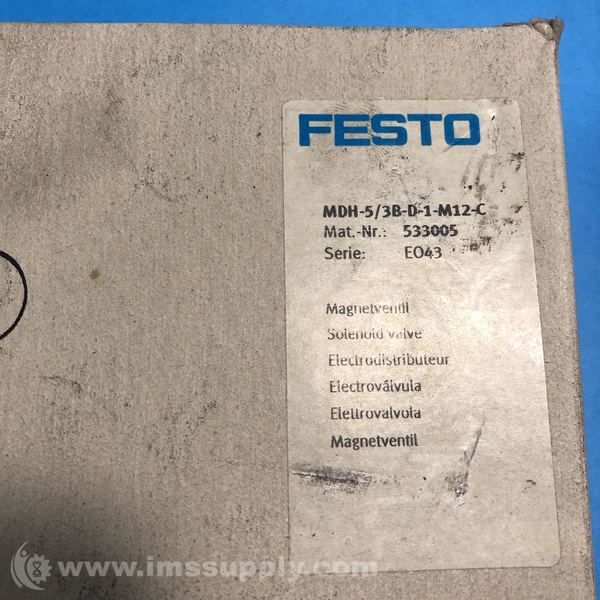 FESTO
MDH-5/3B-D-1-M12-C
Mat.-Nr.: 533005
Serie: EO43
Magnetventil
Solenoid valve
Electrodistributeur
Electroválvula
Elettrovalvola
Magnetventil
www.imssupply.com